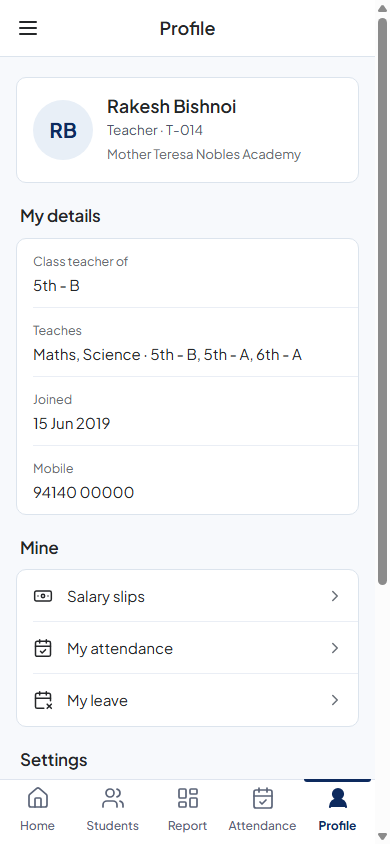 Profile
RB
Rakesh Bishnoi
Teacher · T-014
Mother Teresa Nobles Academy
My details
Class teacher of
5th - B
Teaches
Maths, Science · 5th - B, 5th - A, 6th - A
Joined
15 Jun 2019
Mobile
94140 00000
Mine
Salary slips
My attendance
My leave
Settings
Home Students Report Attendance Profile